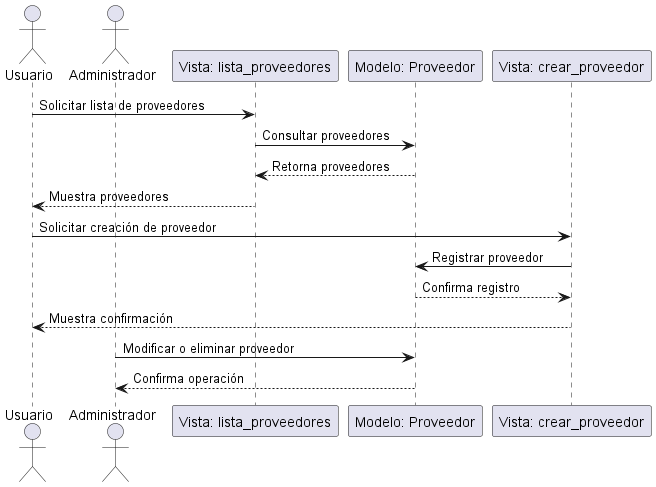 Usuario
Administrador
Vista: lista_proveedores
Modelo: Proveedor
Vista: crear_proveedor
Solicitar lista de proveedores
Consultar proveedores
Retorna proveedores
Muestra proveedores
Solicitar creación de proveedor
Registrar proveedor
Confirma registro
Muestra confirmación
Modificar o eliminar proveedor
Confirma operación
Usuario
Administrador
Vista: lista_proveedores
Modelo: Proveedor
Vista: crear_proveedor